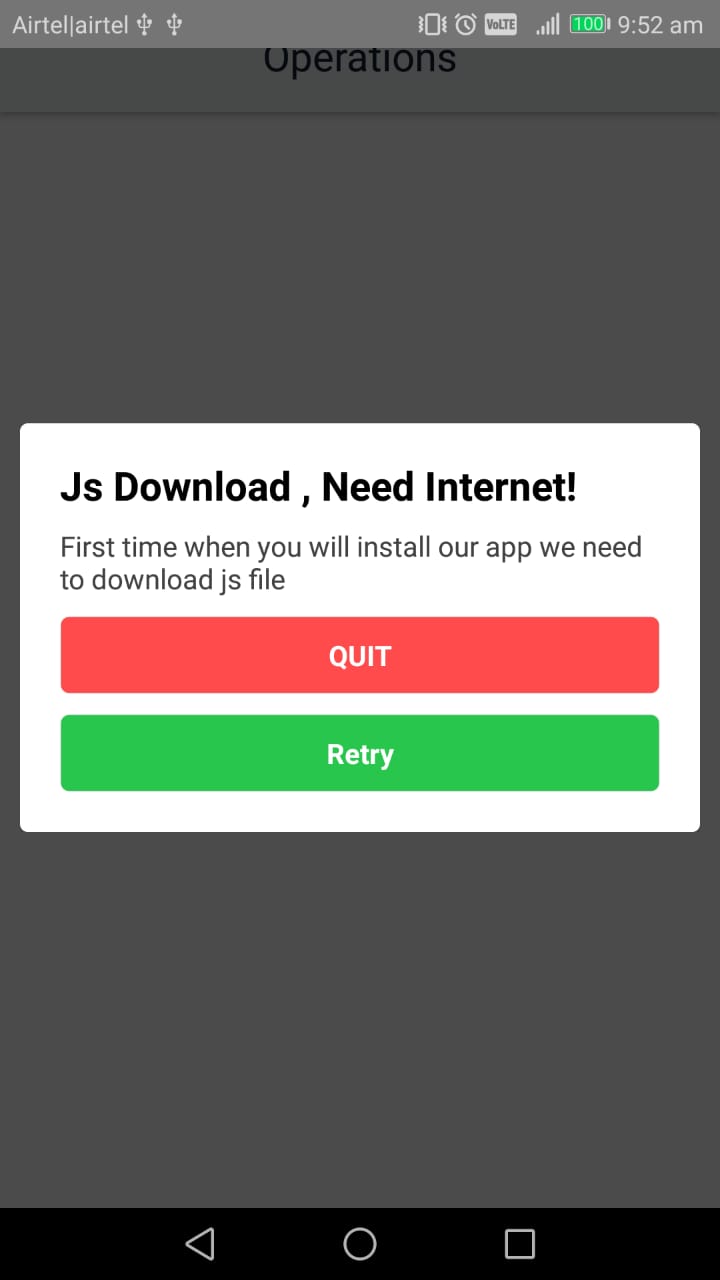 Airtel|airtel VoLTE 100 9:52 am
Operations
Js Download , Need Internet!
First time when you will install our app we need
to download js file
QUIT
Retry